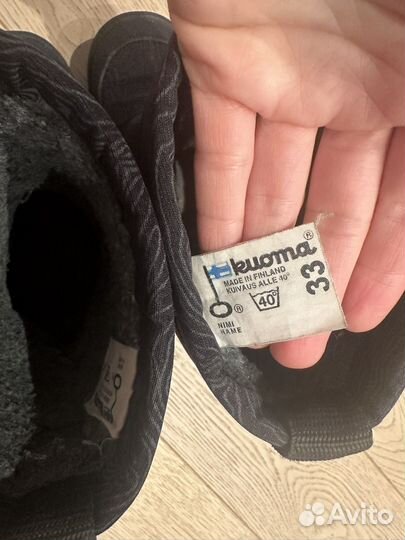 kuoma®
MADE IN FINLAND
KUIVAUS ALLE 40°
33
® 40°
NIMI
NAME
Avito